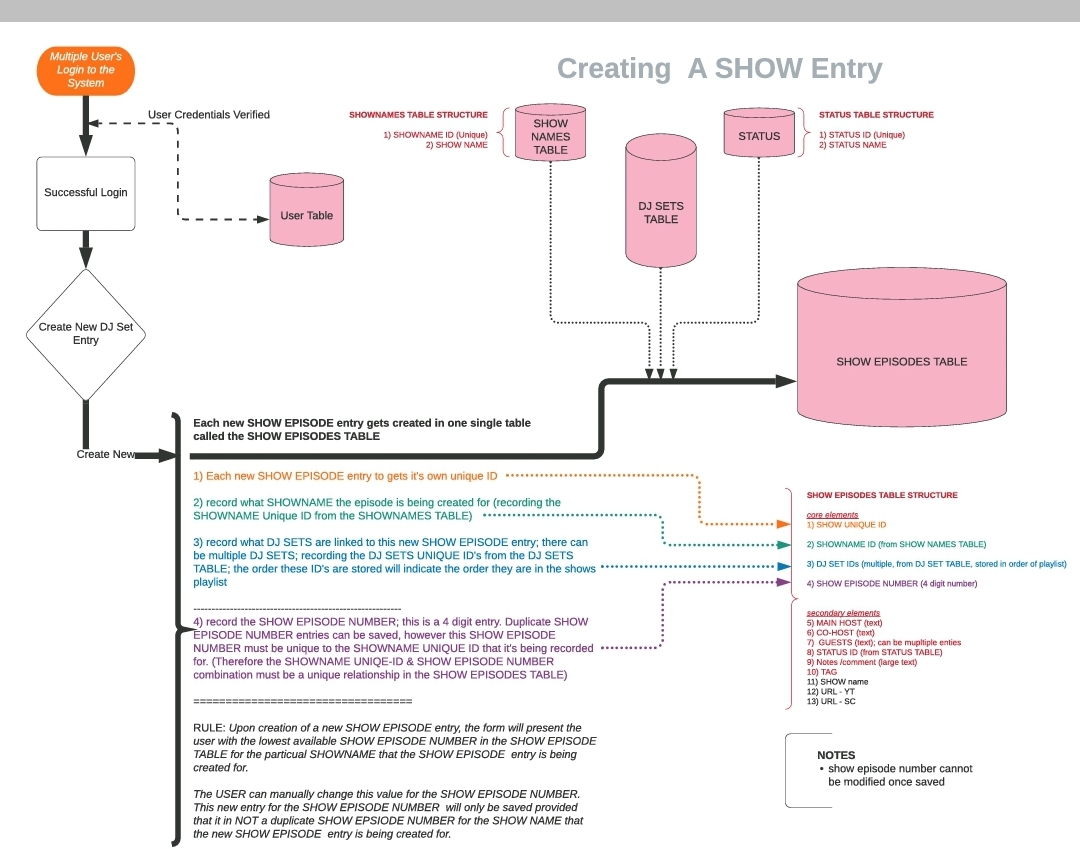 Multiple User's
Login to the
System
Creating A SHOW Entry
User Credentials Verified
Successful Login
User Table
Create New DJ Set
Entry
Create New
SHOWNAMES TABLE STRUCTURE
1) SHOWNAME ID (Unique)
2) SHOW NAME
SHOW
NAMES
TABLE
DJ SETS
TABLE
STATUS
STATUS TABLE STRUCTURE
1) STATUS ID (Unique)
2) STATUS NAME
SHOW EPISODES TABLE
Each new SHOW EPISODE entry gets created in one single table
called the SHOW EPISODES TABLE
1) Each new SHOW EPISODE entry to gets it's own unique ID
2) record what SHOWNAME the episode is being created for (recording the
SHOWNAME Unique ID from the SHOWNAMES TABLE)
3) record what DJ SETS are linked to this new SHOW EPISODE entry; there can
be multiple DJ SETS; recording the DJ SETS UNIQUE ID's from the DJ SETS
TABLE; the order these ID's are stored will indicate the order they are in the shows
playlist
-----------------------------------------------------
4) record the SHOW EPISODE NUMBER; this is a 4 digit entry. Duplicate SHOW
EPISODE NUMBER entries can be saved, however this SHOW EPISODE
NUMBER must be unique to the SHOWNAME UNIQUE ID that it's being recorded
for. (Therefore the SHOWNAME UNIQE-ID & SHOW EPISODE NUMBER
combination must be a unique relationship in the SHOW EPISODES TABLE)
==================================
RULE: Upon creation of a new SHOW EPISODE entry, the form will present the
user with the lowest available SHOW EPISODE NUMBER in the SHOW EPISODE
TABLE for the particual SHOWNAME that the SHOW EPISODE entry is being
created for.
The USER can manually change this value for the SHOW EPISODE NUMBER.
This new entry for the SHOW EPISODE NUMBER will only be saved provided
that it in NOT a duplicate SHOW EPSIODE NUMBER for the SHOW NAME that
the new SHOW EPISODE entry is being created for.
SHOW EPISODES TABLE STRUCTURE
core elements
1) SHOW UNIQUE ID
2) SHOWNAME ID (from SHOW NAMES TABLE)
3) DJ SET IDs (multiple, from DJ SET TABLE, stored in order of playlist)
4) SHOW EPISODE NUMBER (4 digit number)
secondary elements
5) MAIN HOST (text)
6) CO-HOST (text)
7) GUESTS (text); can be mupltiple enties
8) STATUS ID (from STATUS TABLE)
9) Notes /comment (large text)
10) TAG
11) SHOW name
12) URL - YT
13) URL - SC
NOTES
• show episode number cannot
be modified once saved